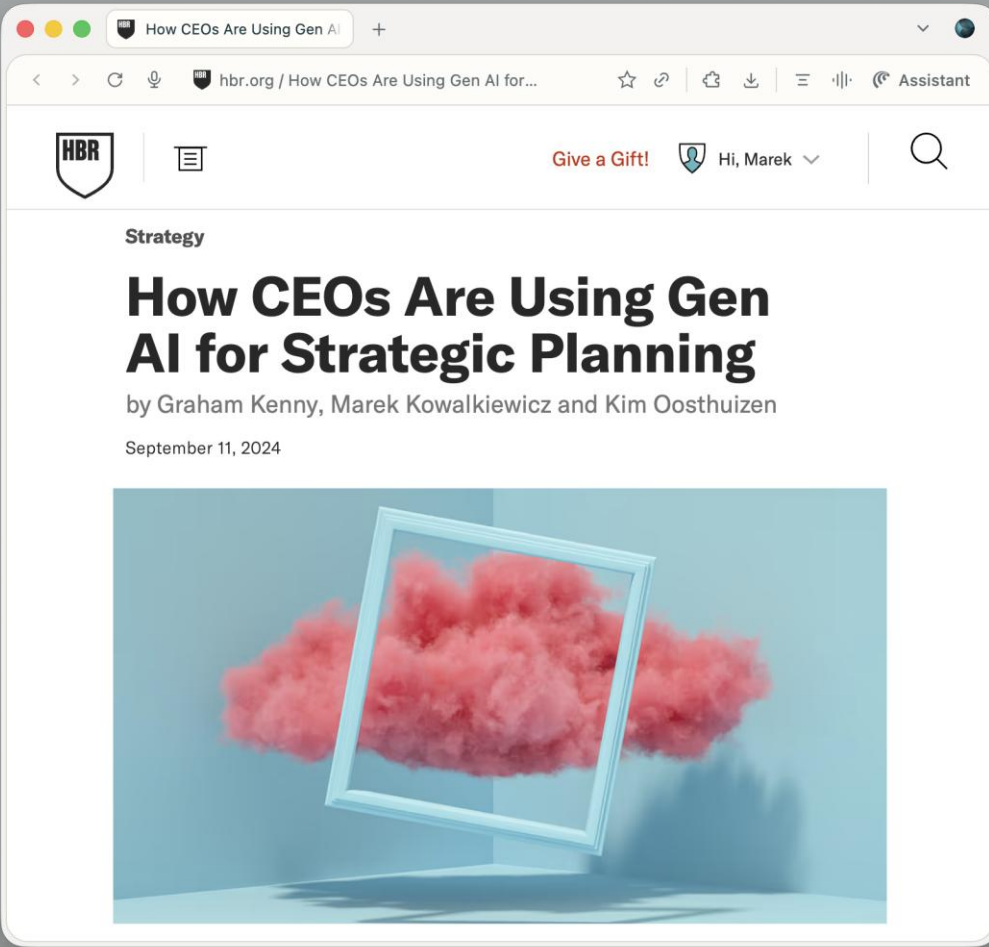 HBR
How CEOs Are Using Gen AI
HBR
hbr.org / How CEOs Are Using Gen AI for...
Assistant
HBR
Give a Gift!
Hi, Marek
Strategy
How CEOs Are Using Gen
AI for Strategic Planning
by Graham Kenny, Marek Kowalkiewicz and Kim Oosthuizen
September 11, 2024